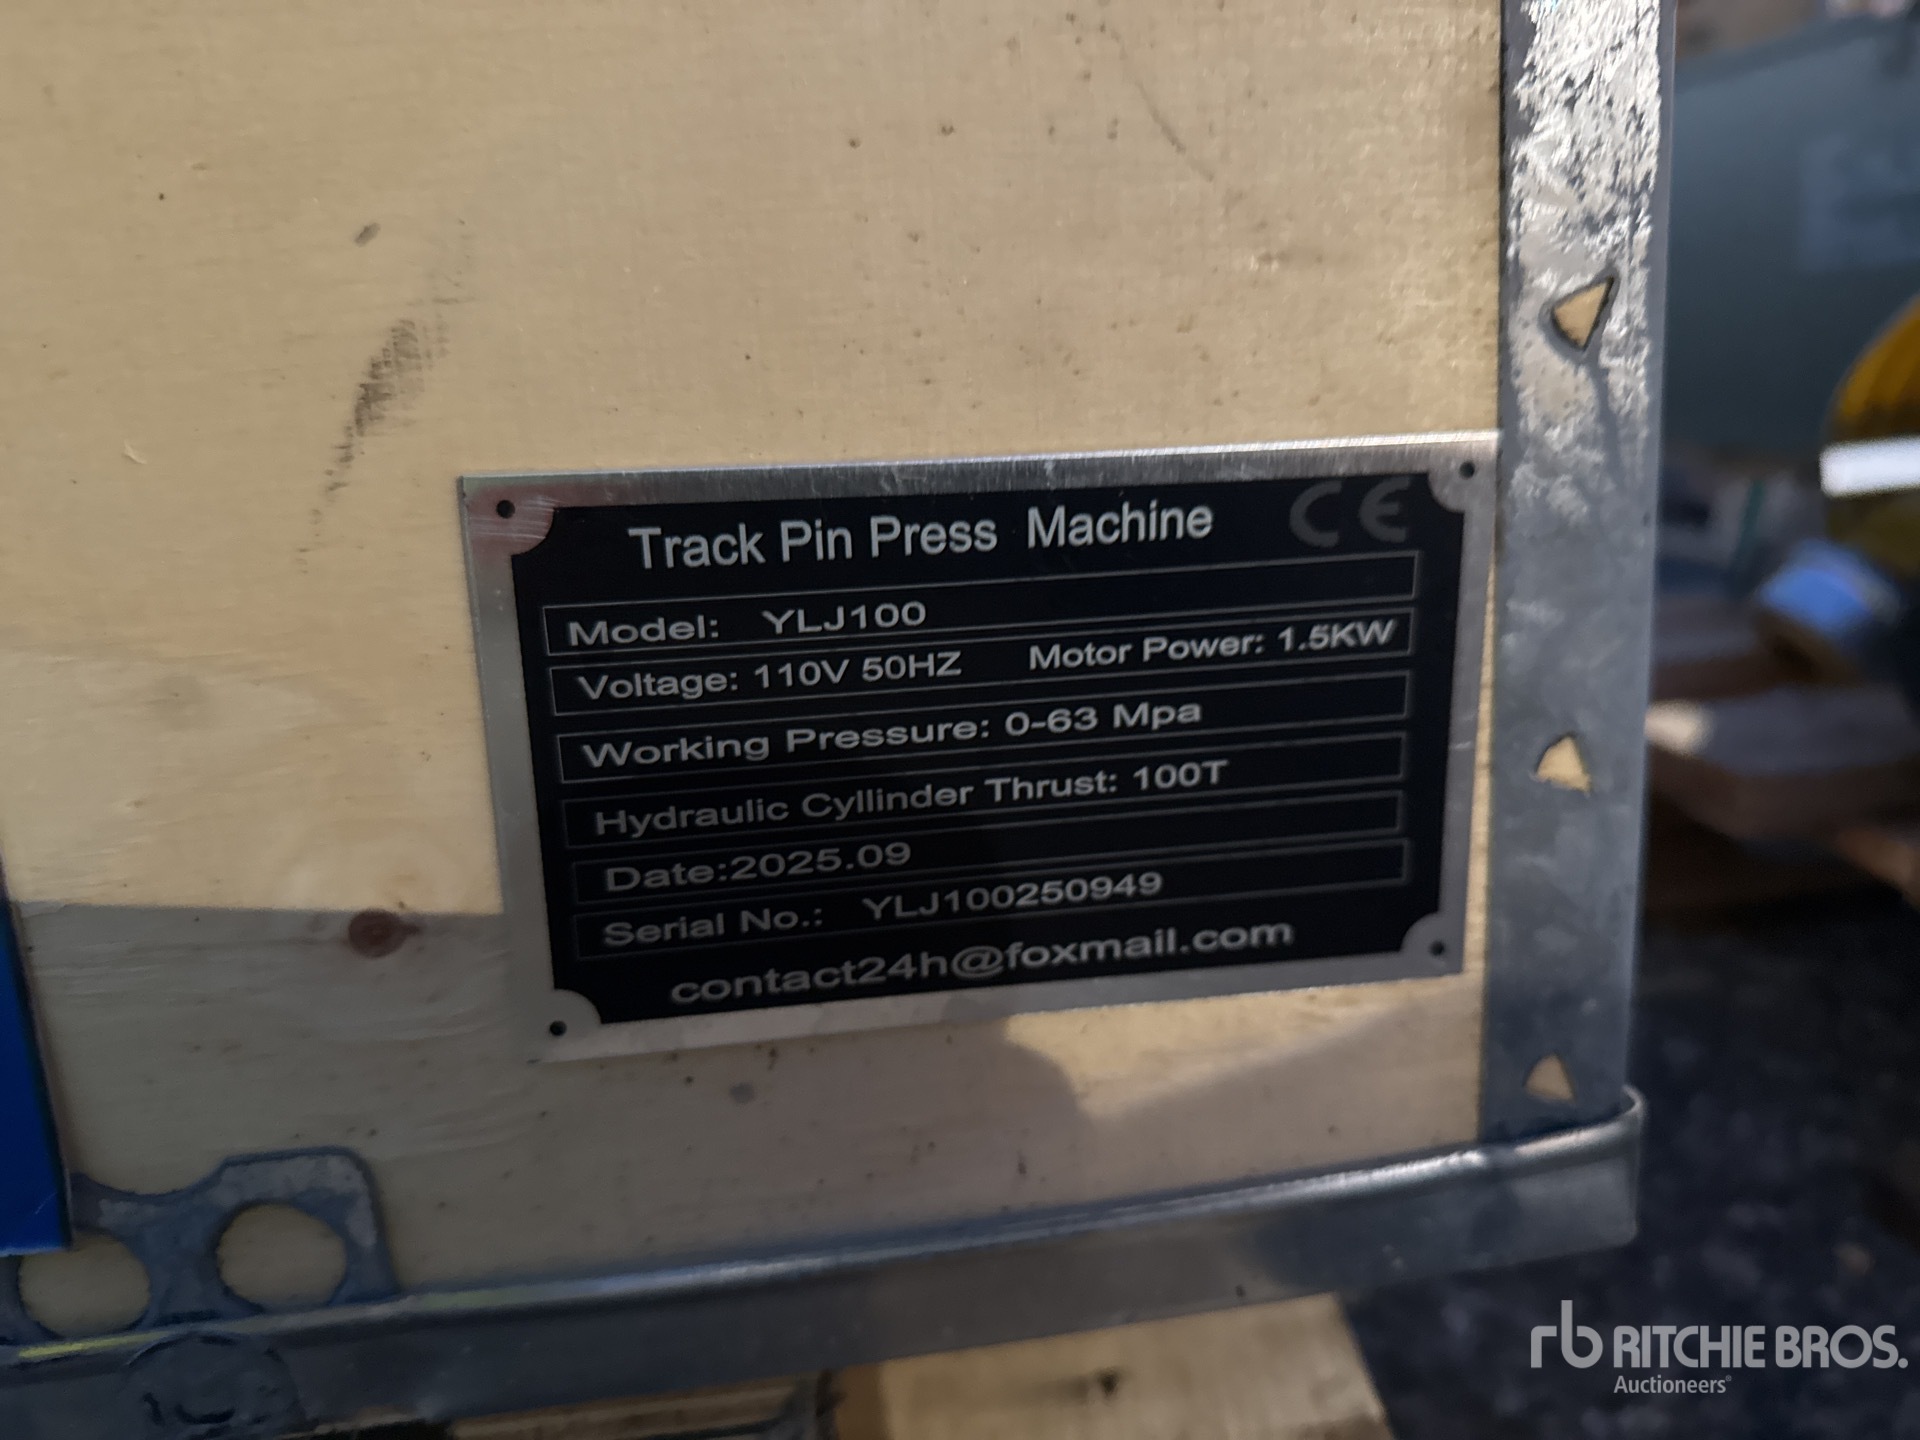 Track Pin Press Machine CE
Model: YLJ100
Voltage: 110V 50HZ Motor Power: 1.5KW
Working Pressure: 0-63 Mpa
Hydraulic Cyllinder Thrust: 100T
Date:2025.09
Serial No.: YLJ100250949
contact24h@foxmail.com
rb RITCHIE BROS.
Auctioneers®